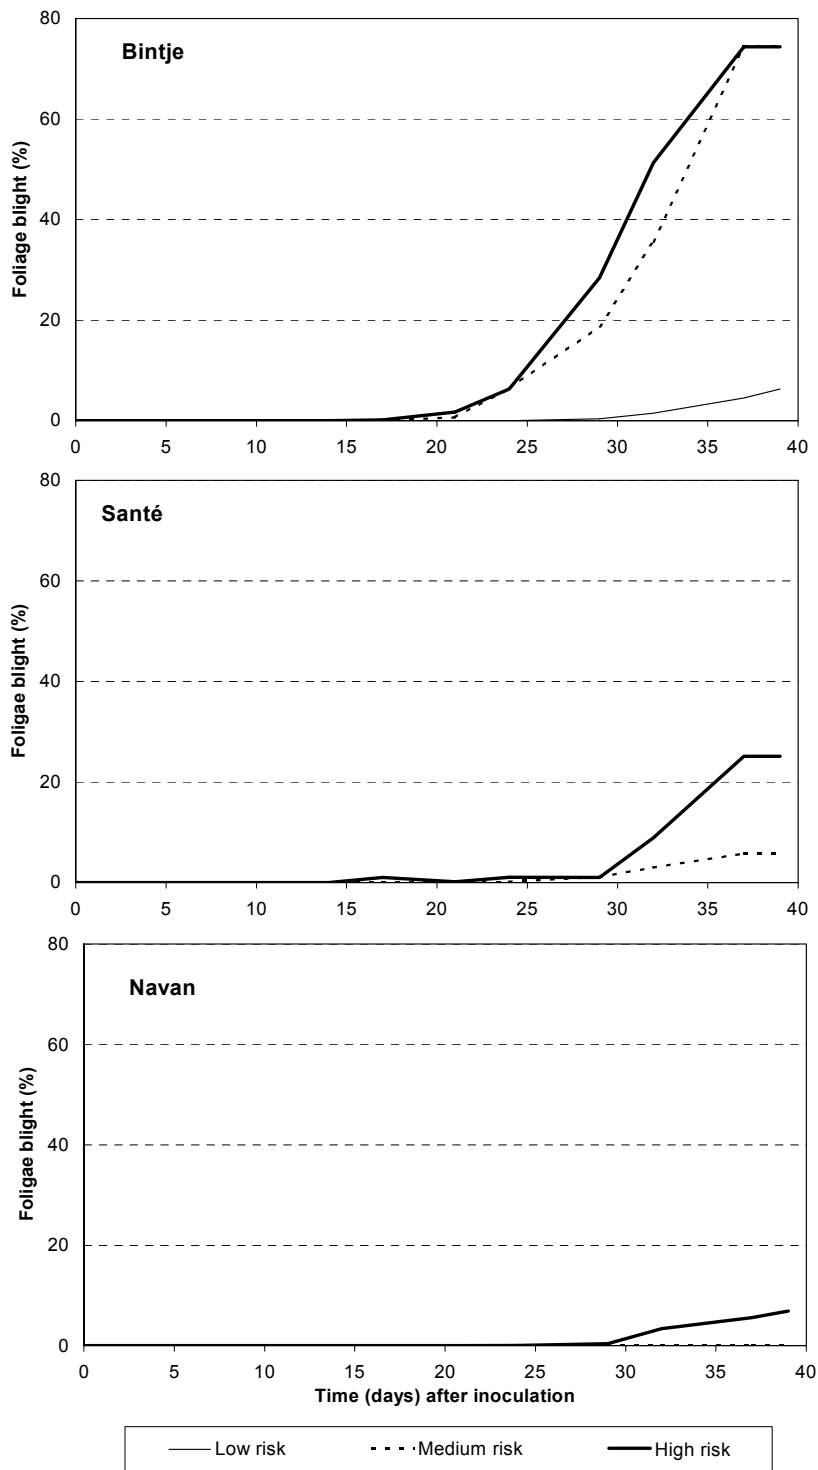 80
Bintje
60
Foliage blight (%)
40
20
0
0 5 10 15 20 25 30 35 40
80
Santé
60
Foligae blight (%)
40
20
0
0 5 10 15 20 25 30 35 40
80
Navan
60
Foligae blight (%)
40
20
0
0 5 10 15 20 25 30 35 40
Time (days) after inoculation
Low risk Medium risk High risk